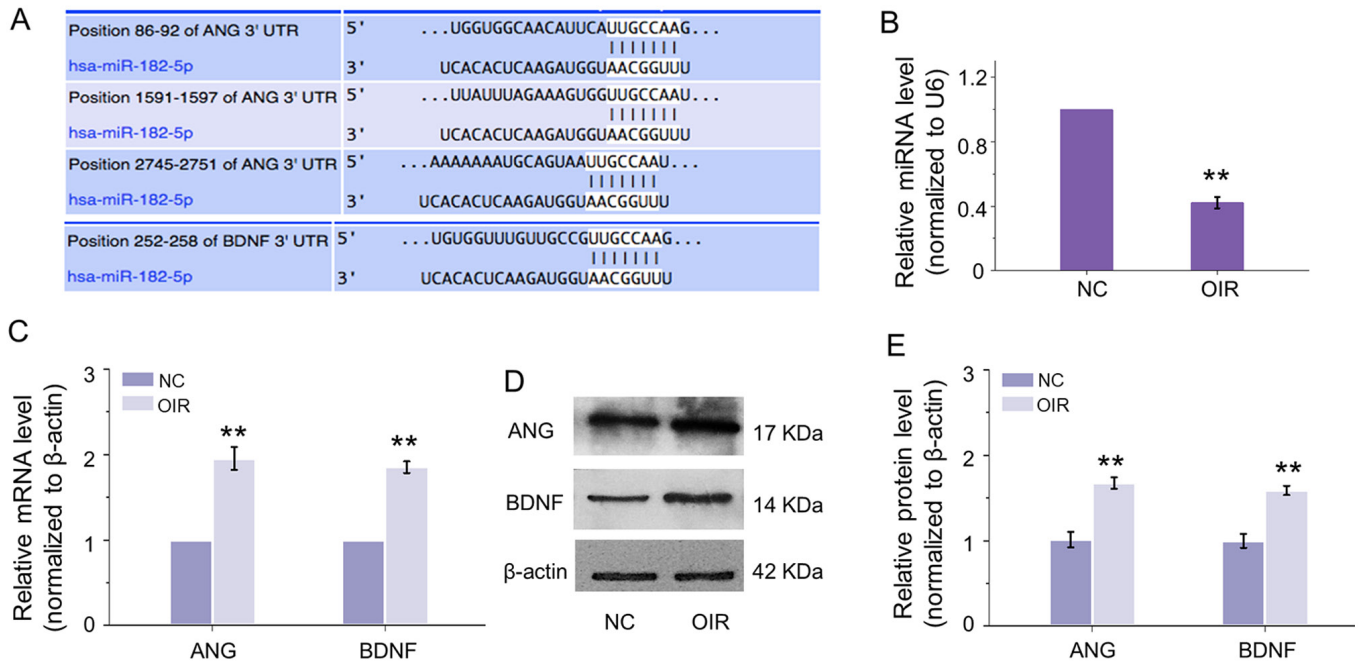 A
Position 86-92 of ANG 3' UTR 5' ...UGGUGGCAACAUUCAUUGCCAAG...
hsa-miR-182-5p 3' UCACACUCAAGAUGGUAACGGUUU
Position 1591-1597 of ANG 3' UTR 5' ...UUAUUUAGAAAGUGGUUGCCAAU...
hsa-miR-182-5p 3' UCACACUCAAGAUGGUAACGGUUU
Position 2745-2751 of ANG 3' UTR 5' ...AAAAAAAUGCAGUAAUUGCCAAU...
hsa-miR-182-5p 3' UCACACUCAAGAUGGUAACGGUUU
Position 252-258 of BDNF 3' UTR 5' ...UGUGGUUUGUUGCCGUUGCCAAG...
hsa-miR-182-5p 3' UCACACUCAAGAUGGUAACGGUUU
B
Relative miRNA level
(normalized to U6)
1.2
0.8
0.4
0
**
NC OIR
C
Relative mRNA level
(normalized to β-actin)
3
2
1
0
NC
OIR
** **
ANG BDNF
D
ANG 17 KDa
BDNF 14 KDa
β-actin 42 KDa
NC OIR
E
Relative protein level
(normalized to β-actin)
3
2
1
0
NC
OIR
** **
ANG BDNF